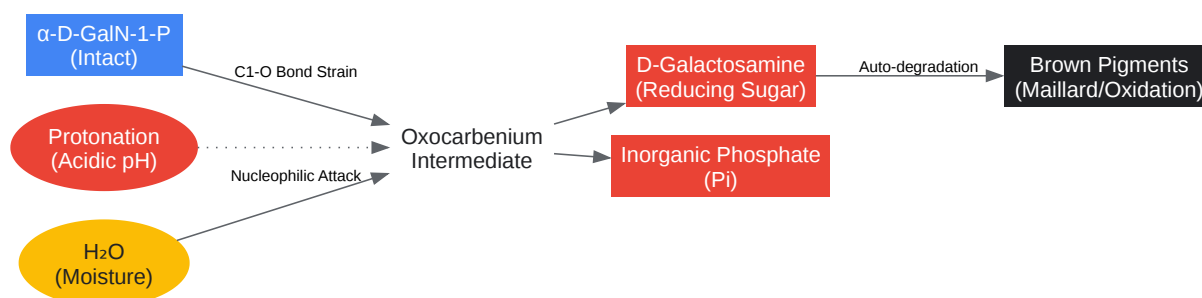 α-D-GalN-1-P
(Intact)
C1-O Bond Strain
Protonation
(Acidic pH)
Nucleophilic Attack
H₂O
(Moisture)
Oxocarbenium
Intermediate
D-Galactosamine
(Reducing Sugar)
Inorganic Phosphate
(Pi)
Auto-degradation
Brown Pigments
(Maillard/Oxidation)